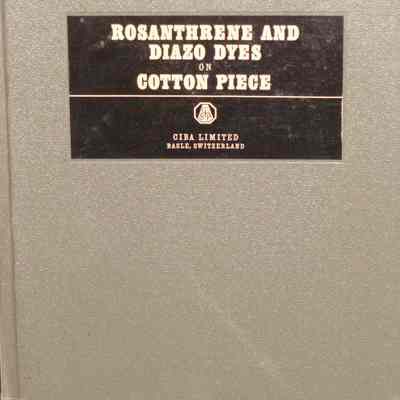 ROSANTHRENE AND
DIAZO DYES
ON
COTTON PIECE
CIBA LIMITED
BASLE, SWITZERLAND